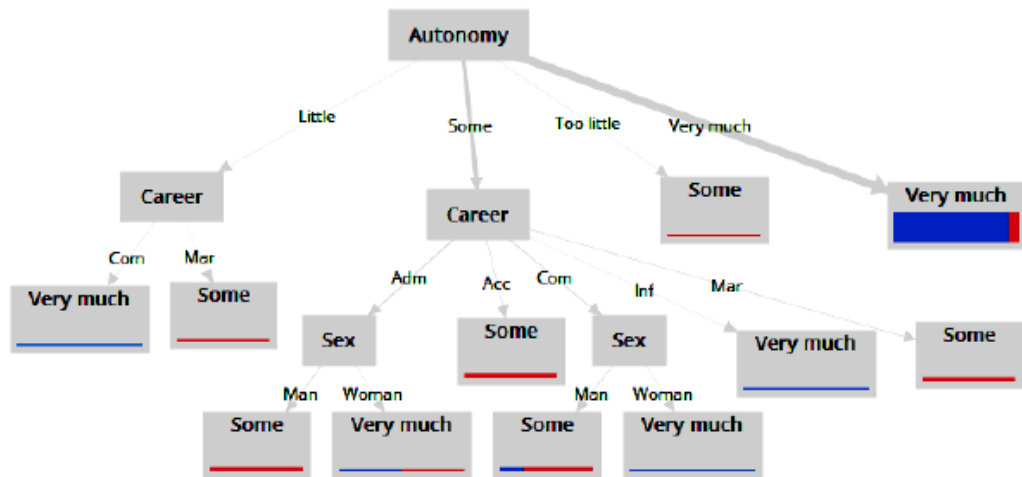 Autonomy
Little
Some
Too little
Very much
Career
Career
Some
Very much
Com
Mar
Adm
Acc
Com
Inf
Mar
Very much
Some
Sex
Some
Sex
Very much
Some
Man
Woman
Man
Woman
Some
Very much
Some
Very much